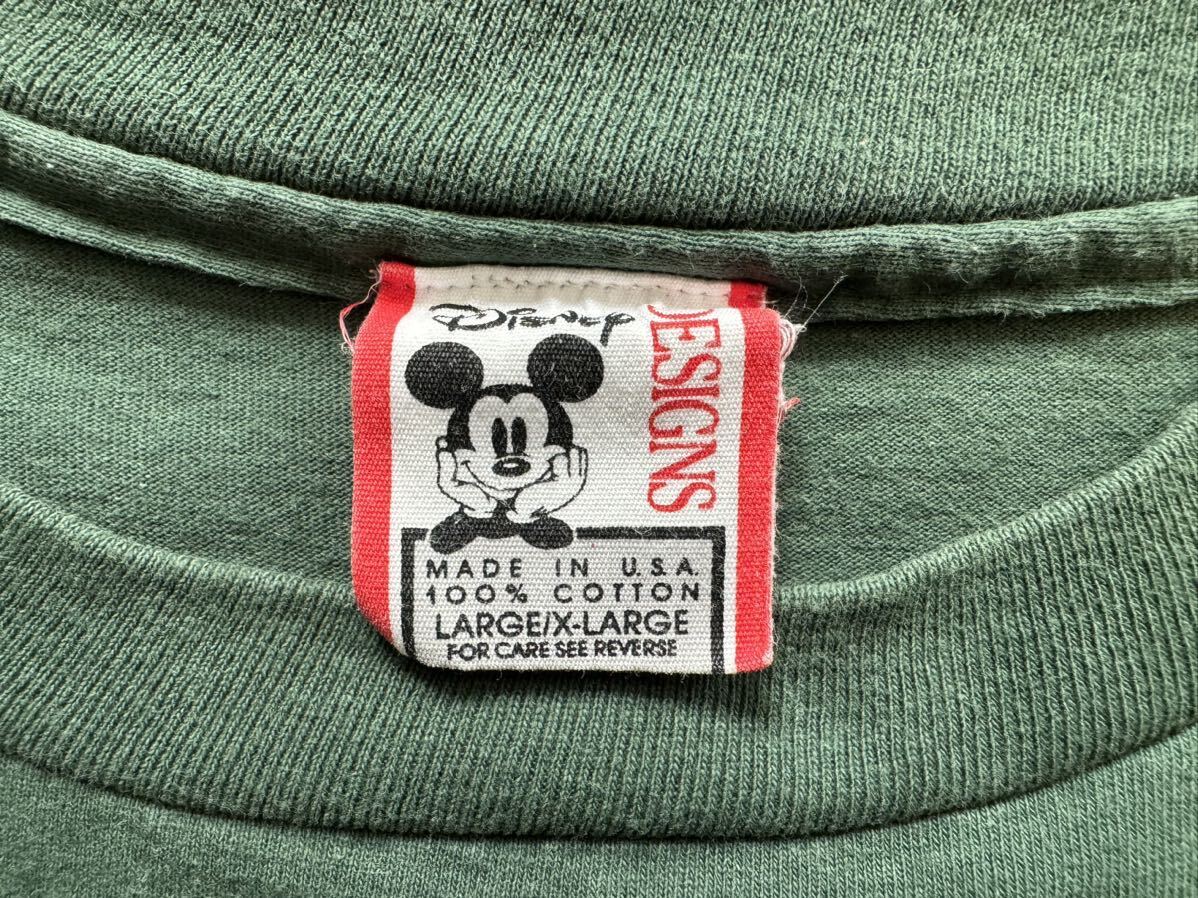 Disney
DESIGNS
MADE IN U.S.A.
100% COTTON
LARGE/X-LARGE
FOR CARE SEE REVERSE